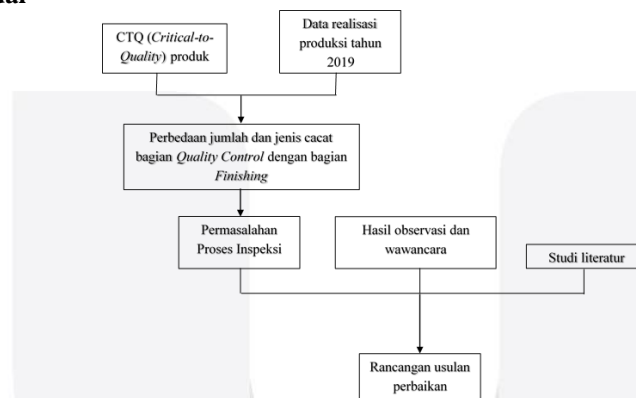 CTQ (Critical-to-
Quality) produk
Data realisasi
produksi tahun
2019
Perbedaan jumlah dan jenis cacat
bagian Quality Control dengan bagian
Finishing
Permasalahan
Proses Inspeksi
Hasil observasi dan
wawancara
Studi literatur
Rancangan usulan
perbaikan